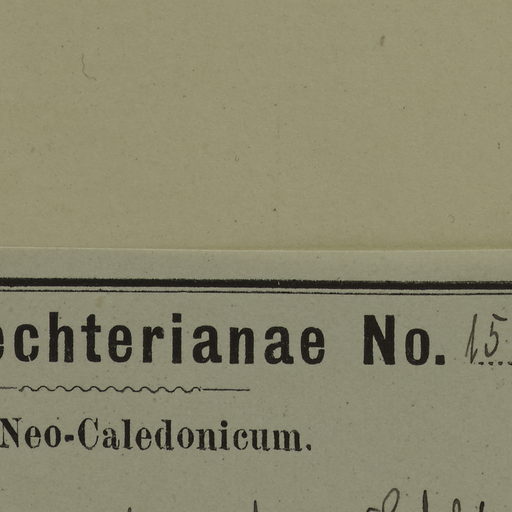 echterianae No. 15
Neo-Caledonicum.